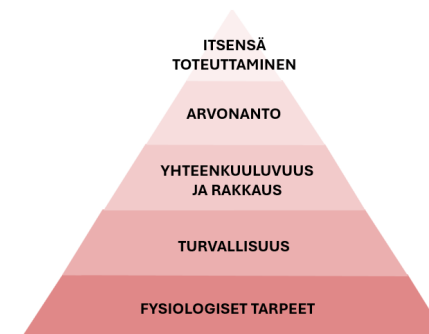 ITSENSÄ
TOTEUTTAMINEN
ARVONANTO
YHTEENKUULUVUUS
JA RAKKAUS
TURVALLISUUS
FYSIOLOGISET TARPEET